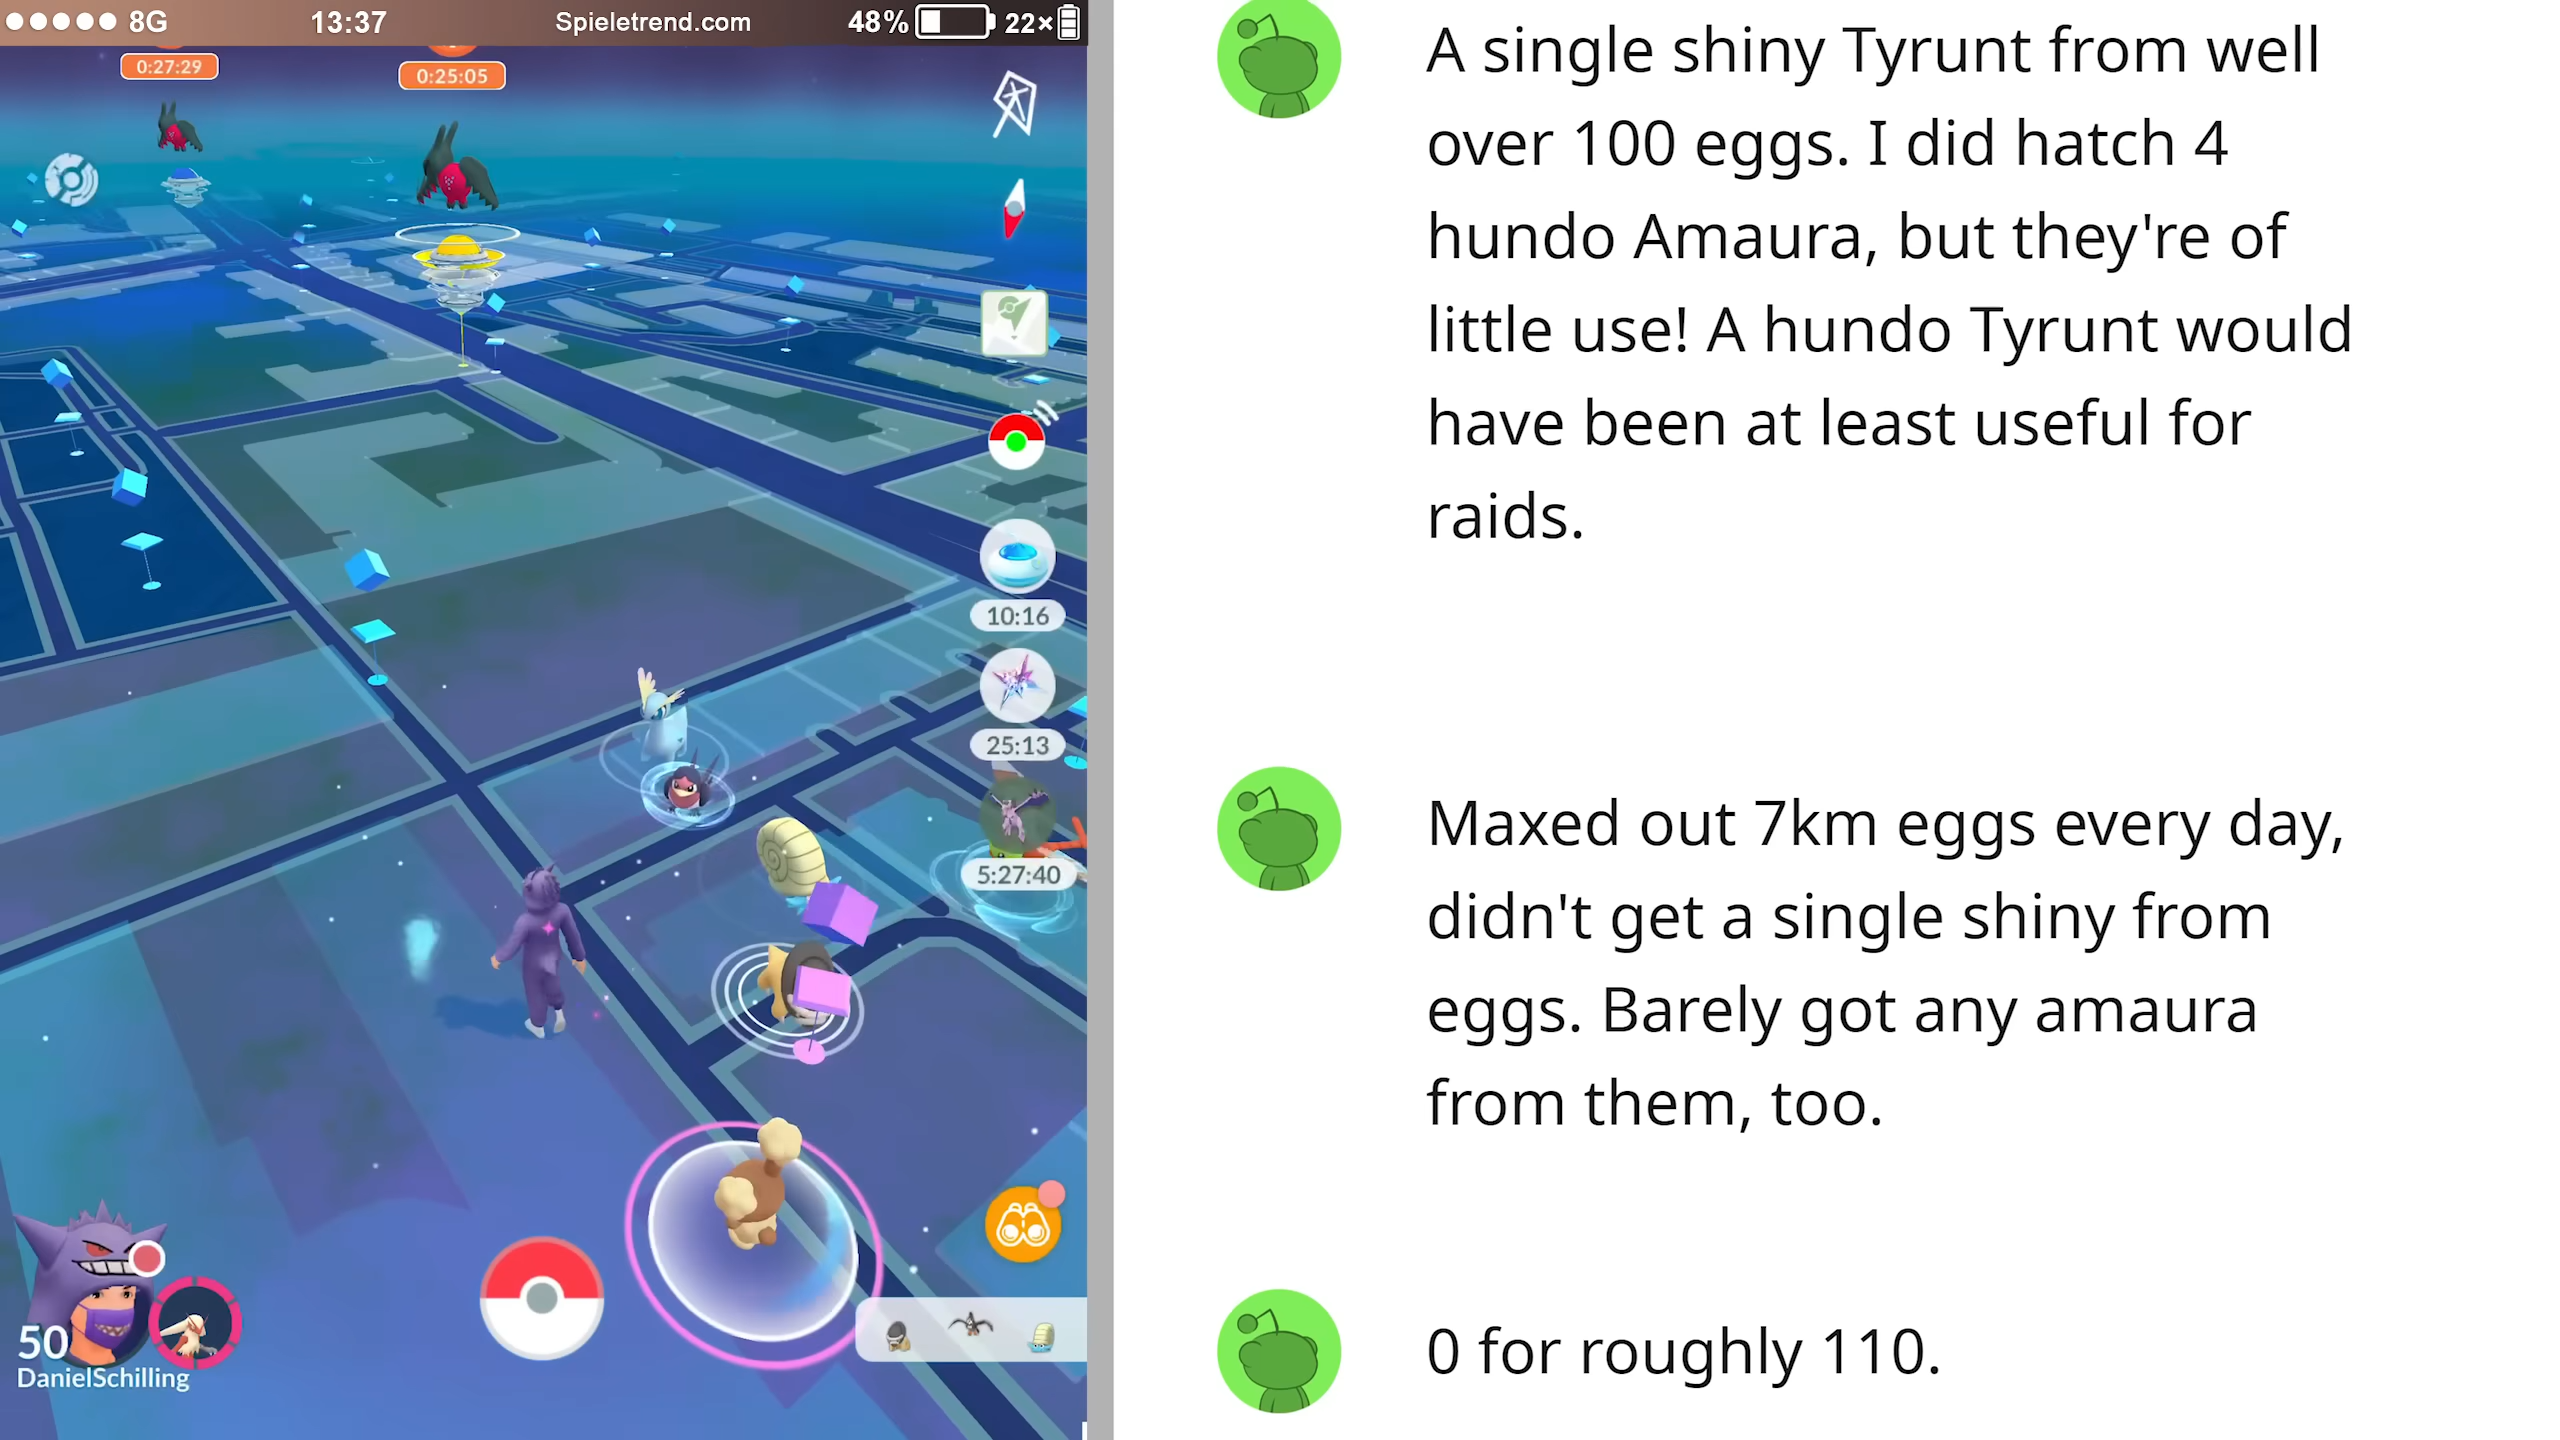 8G 13:37 Spieletrend.com 48% 22×
0:27:29
0:25:05
10:16
25:13
5:27:40
50
DanielSchilling
A single shiny Tyrunt from well
over 100 eggs. I did hatch 4
hundo Amaura, but they're of
little use! A hundo Tyrunt would
have been at least useful for
raids.
Maxed out 7km eggs every day,
didn't get a single shiny from
eggs. Barely got any amaura
from them, too.
0 for roughly 110.